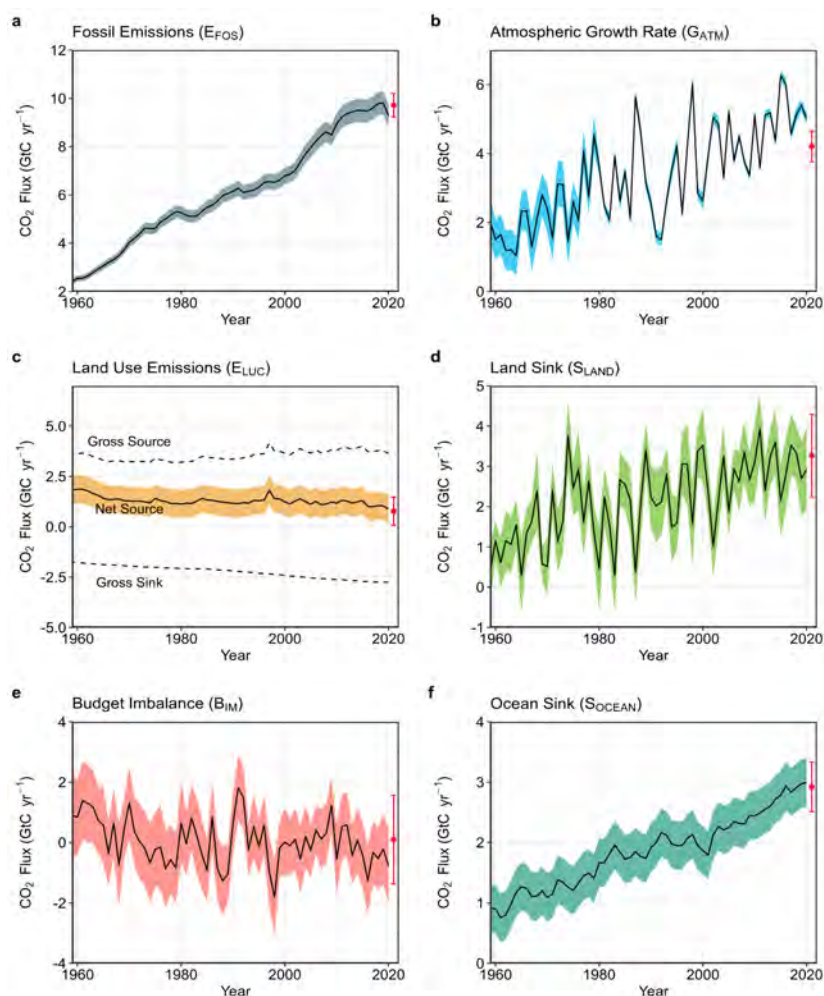 a
Fossil Emissions (E_FOS)
CO₂ Flux (GtC yr⁻¹)
12
10
8
6
4
2
1960 1980 2000 2020
Year
b
Atmospheric Growth Rate (G_ATM)
CO₂ Flux (GtC yr⁻¹)
6
4
2
0
1960 1980 2000 2020
Year
c
Land Use Emissions (E_LUC)
CO₂ Flux (GtC yr⁻¹)
5.0
2.5
0.0
-2.5
-5.0
Gross Source
Net Source
Gross Sink
1960 1980 2000 2020
Year
d
Land Sink (S_LAND)
CO₂ Flux (GtC yr⁻¹)
5
4
3
2
1
0
-1
1960 1980 2000 2020
Year
e
Budget Imbalance (B_IM)
CO₂ Flux (GtC yr⁻¹)
4
2
0
-2
-4
1960 1980 2000 2020
Year
f
Ocean Sink (S_OCEAN)
CO₂ Flux (GtC yr⁻¹)
4
3
2
1
0
1960 1980 2000 2020
Year